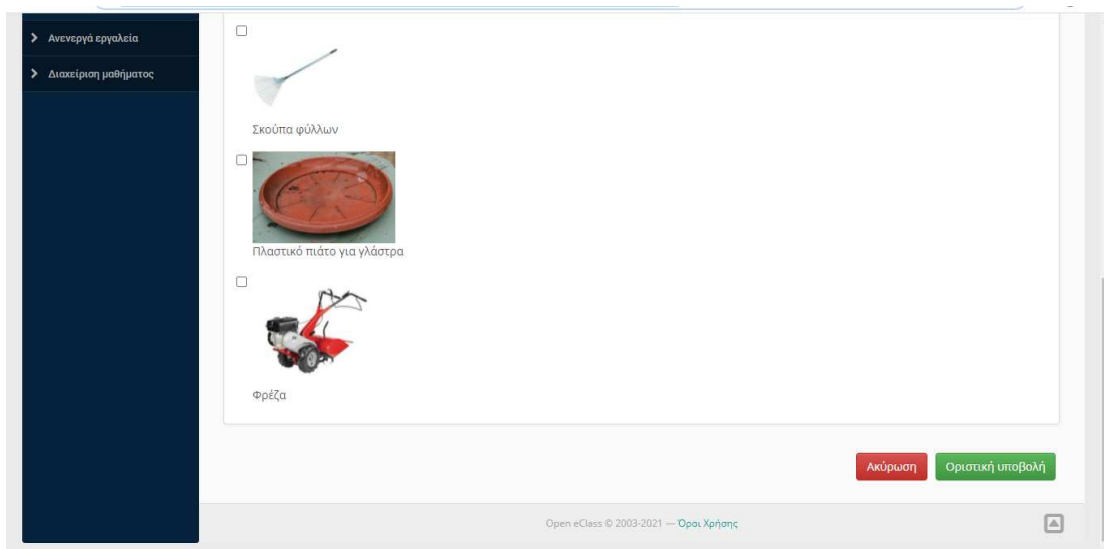 Ανενεργά εργαλεία
Διαχείριση μαθήματος
Σκούπα φύλλων
Πλαστικό πιάτο για γλάστρα
Φρέζα
Ακύρωση
Οριστική υποβολή
Open eClass © 2003-2021 — Όροι Χρήσης